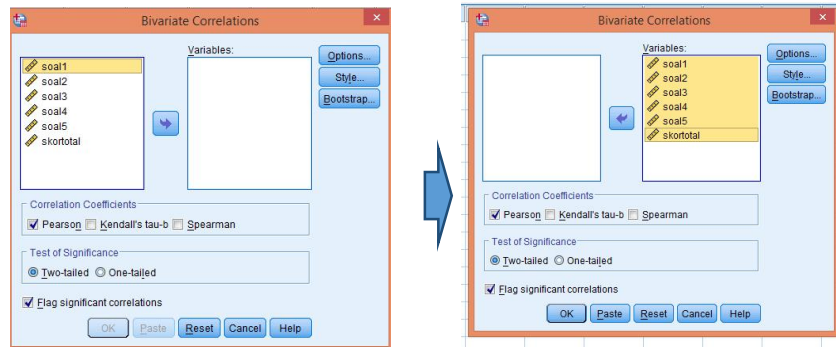 Bivariate Correlations
Variables:
soal1
soal2
soal3
soal4
soal5
skortotal
Options...
Style...
Bootstrap...
Correlation Coefficients
Pearson Kendall's tau-b Spearman
Test of Significance
Two-tailed One-tailed
Flag significant correlations
OK Paste Reset Cancel Help
Bivariate Correlations
Variables:
soal1
soal2
soal3
soal4
soal5
skortotal
Options...
Style...
Bootstrap...
Correlation Coefficients
Pearson Kendall's tau-b Spearman
Test of Significance
Two-tailed One-tailed
Flag significant correlations
OK Paste Reset Cancel Help